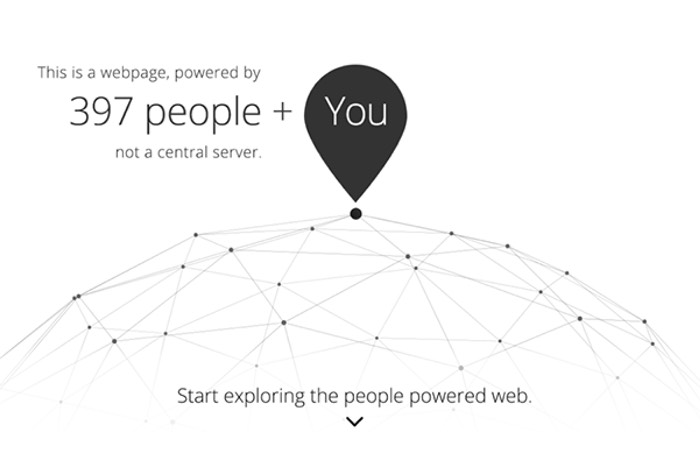 This is a webpage, powered by
397 people + You
not a central server.
Start exploring the people powered web.